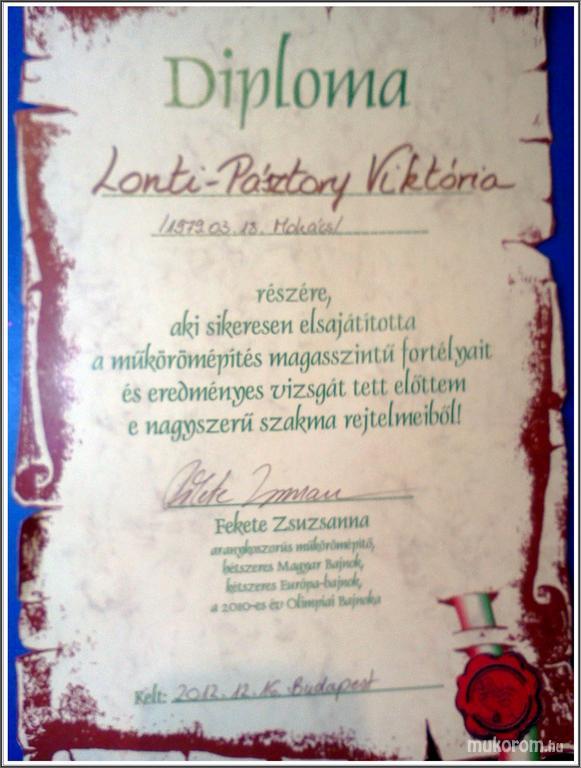 Diploma
Lonti-Pásztory Viktória
/1979.03.18. Mohács/
részére,
aki sikeresen elsajátította
a műkörömépítés magasszintű fortélyait
és eredményes vizsgát tett előttem
e nagyszerű szakma rejtelmeiből!
Fekete Zsuzsanna
aranykoszorús műkörömépítő,
kétszeres Magyar Bajnok,
kétszeres Európa-bajnok,
a 2010-es év Olimpiai Bajnoka
Kelt: 2012.12.16. Budapest
mukorom.hu